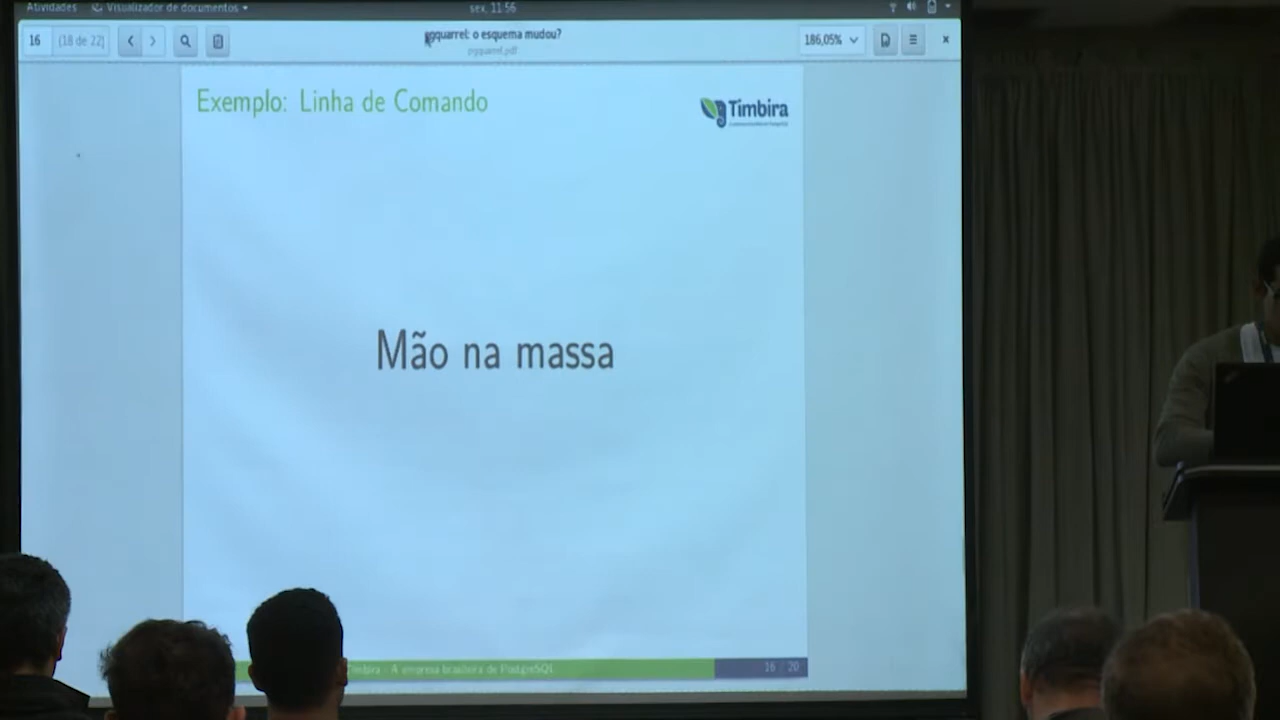 Atividades Visualizador de documentos sex, 11:56
16 (18 de 22) pgquarrel: o esquema mudou? 186,05%
pgquarrel.pdf
Exemplo: Linha de Comando
Timbira
Mão na massa
Timbira - A empresa brasileira de PostgreSQL 16 / 20